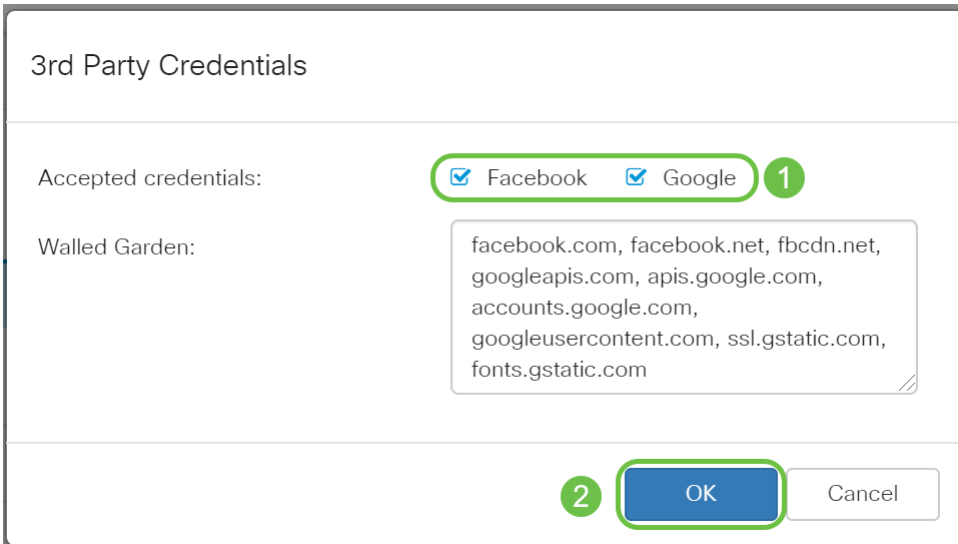 3rd Party Credentials
Accepted credentials: Facebook Google 1
Walled Garden:
facebook.com, facebook.net, fbcdn.net,
googleapis.com, apis.google.com,
accounts.google.com,
googleusercontent.com, ssl.gstatic.com,
fonts.gstatic.com
2 OK Cancel